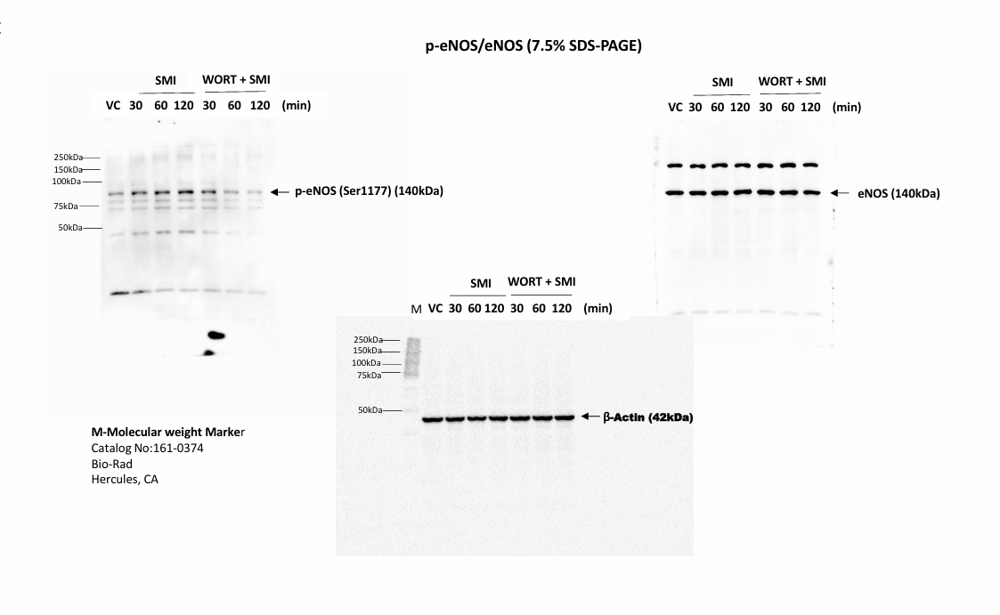 p-eNOS/eNOS (7.5% SDS-PAGE)
SMI WORT + SMI
VC 30 60 120 30 60 120 (min)
250kDa
150kDa
100kDa
75kDa
50kDa
p-eNOS (Ser1177) (140kDa)
SMI WORT + SMI
VC 30 60 120 30 60 120 (min)
eNOS (140kDa)
SMI WORT + SMI
M VC 30 60 120 30 60 120 (min)
250kDa
150kDa
100kDa
75kDa
50kDa
β-Actin (42kDa)
M-Molecular weight Marker
Catalog No:161-0374
Bio-Rad
Hercules, CA